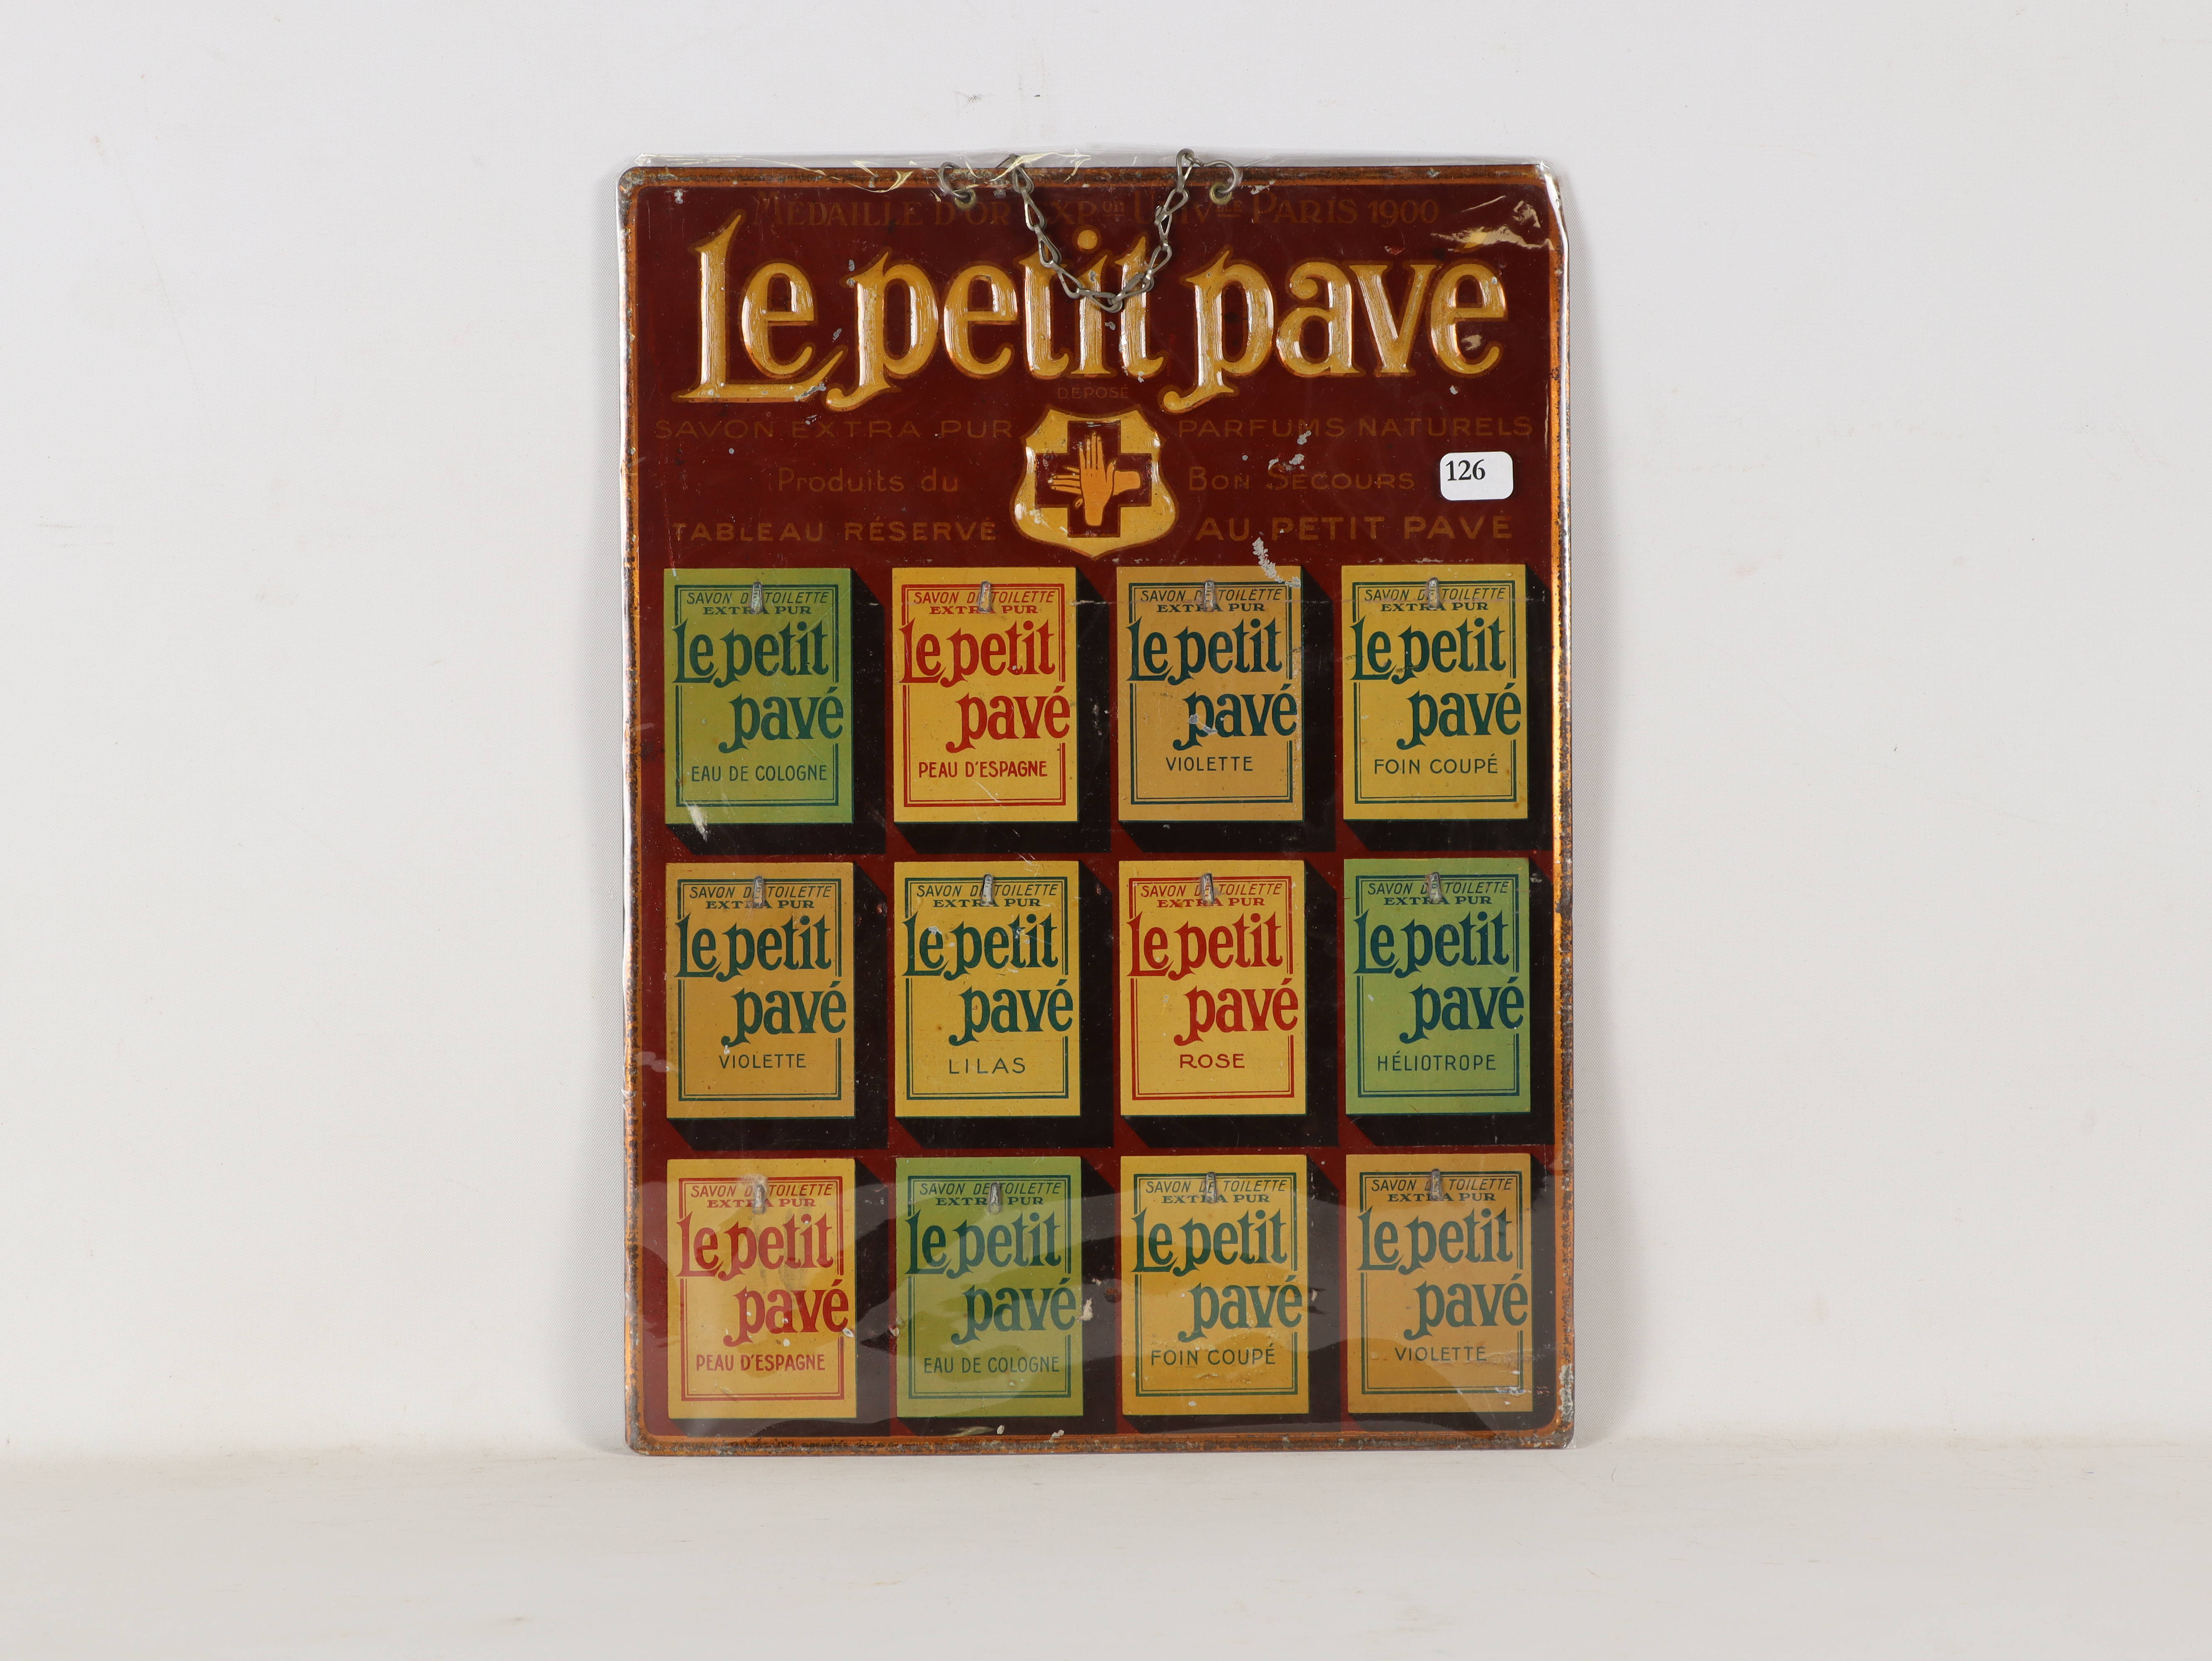 MÉDAILLE D'OR EXPon UNIVlle PARIS 1900
Le petit pavé
DÉPOSÉ
SAVON EXTRA PUR PARFUMS NATURELS
Produits du BON SECOURS
126
TABLEAU RÉSERVÉ AU PETIT PAVÉ
SAVON DE TOILETTE
EXTRA PUR
Le petit
pavé
EAU DE COLOGNE
SAVON DE TOILETTE
EXTRA PUR
Le petit
pavé
PEAU D'ESPAGNE
SAVON DE TOILETTE
EXTRA PUR
Le petit
pavé
VIOLETTE
SAVON DE TOILETTE
EXTRA PUR
Le petit
pavé
FOIN COUPÉ
SAVON DE TOILETTE
EXTRA PUR
Le petit
pavé
VIOLETTE
SAVON DE TOILETTE
EXTRA PUR
Le petit
pavé
LILAS
SAVON DE TOILETTE
EXTRA PUR
Le petit
pavé
ROSE
SAVON DE TOILETTE
EXTRA PUR
Le petit
pavé
HÉLIOTROPE
SAVON DE TOILETTE
EXTRA PUR
Le petit
pavé
PEAU D'ESPAGNE
SAVON DE TOILETTE
EXTRA PUR
Le petit
pavé
EAU DE COLOGNE
SAVON DE TOILETTE
EXTRA PUR
Le petit
pavé
FOIN COUPÉ
SAVON DE TOILETTE
EXTRA PUR
Le petit
pavé
VIOLETTE